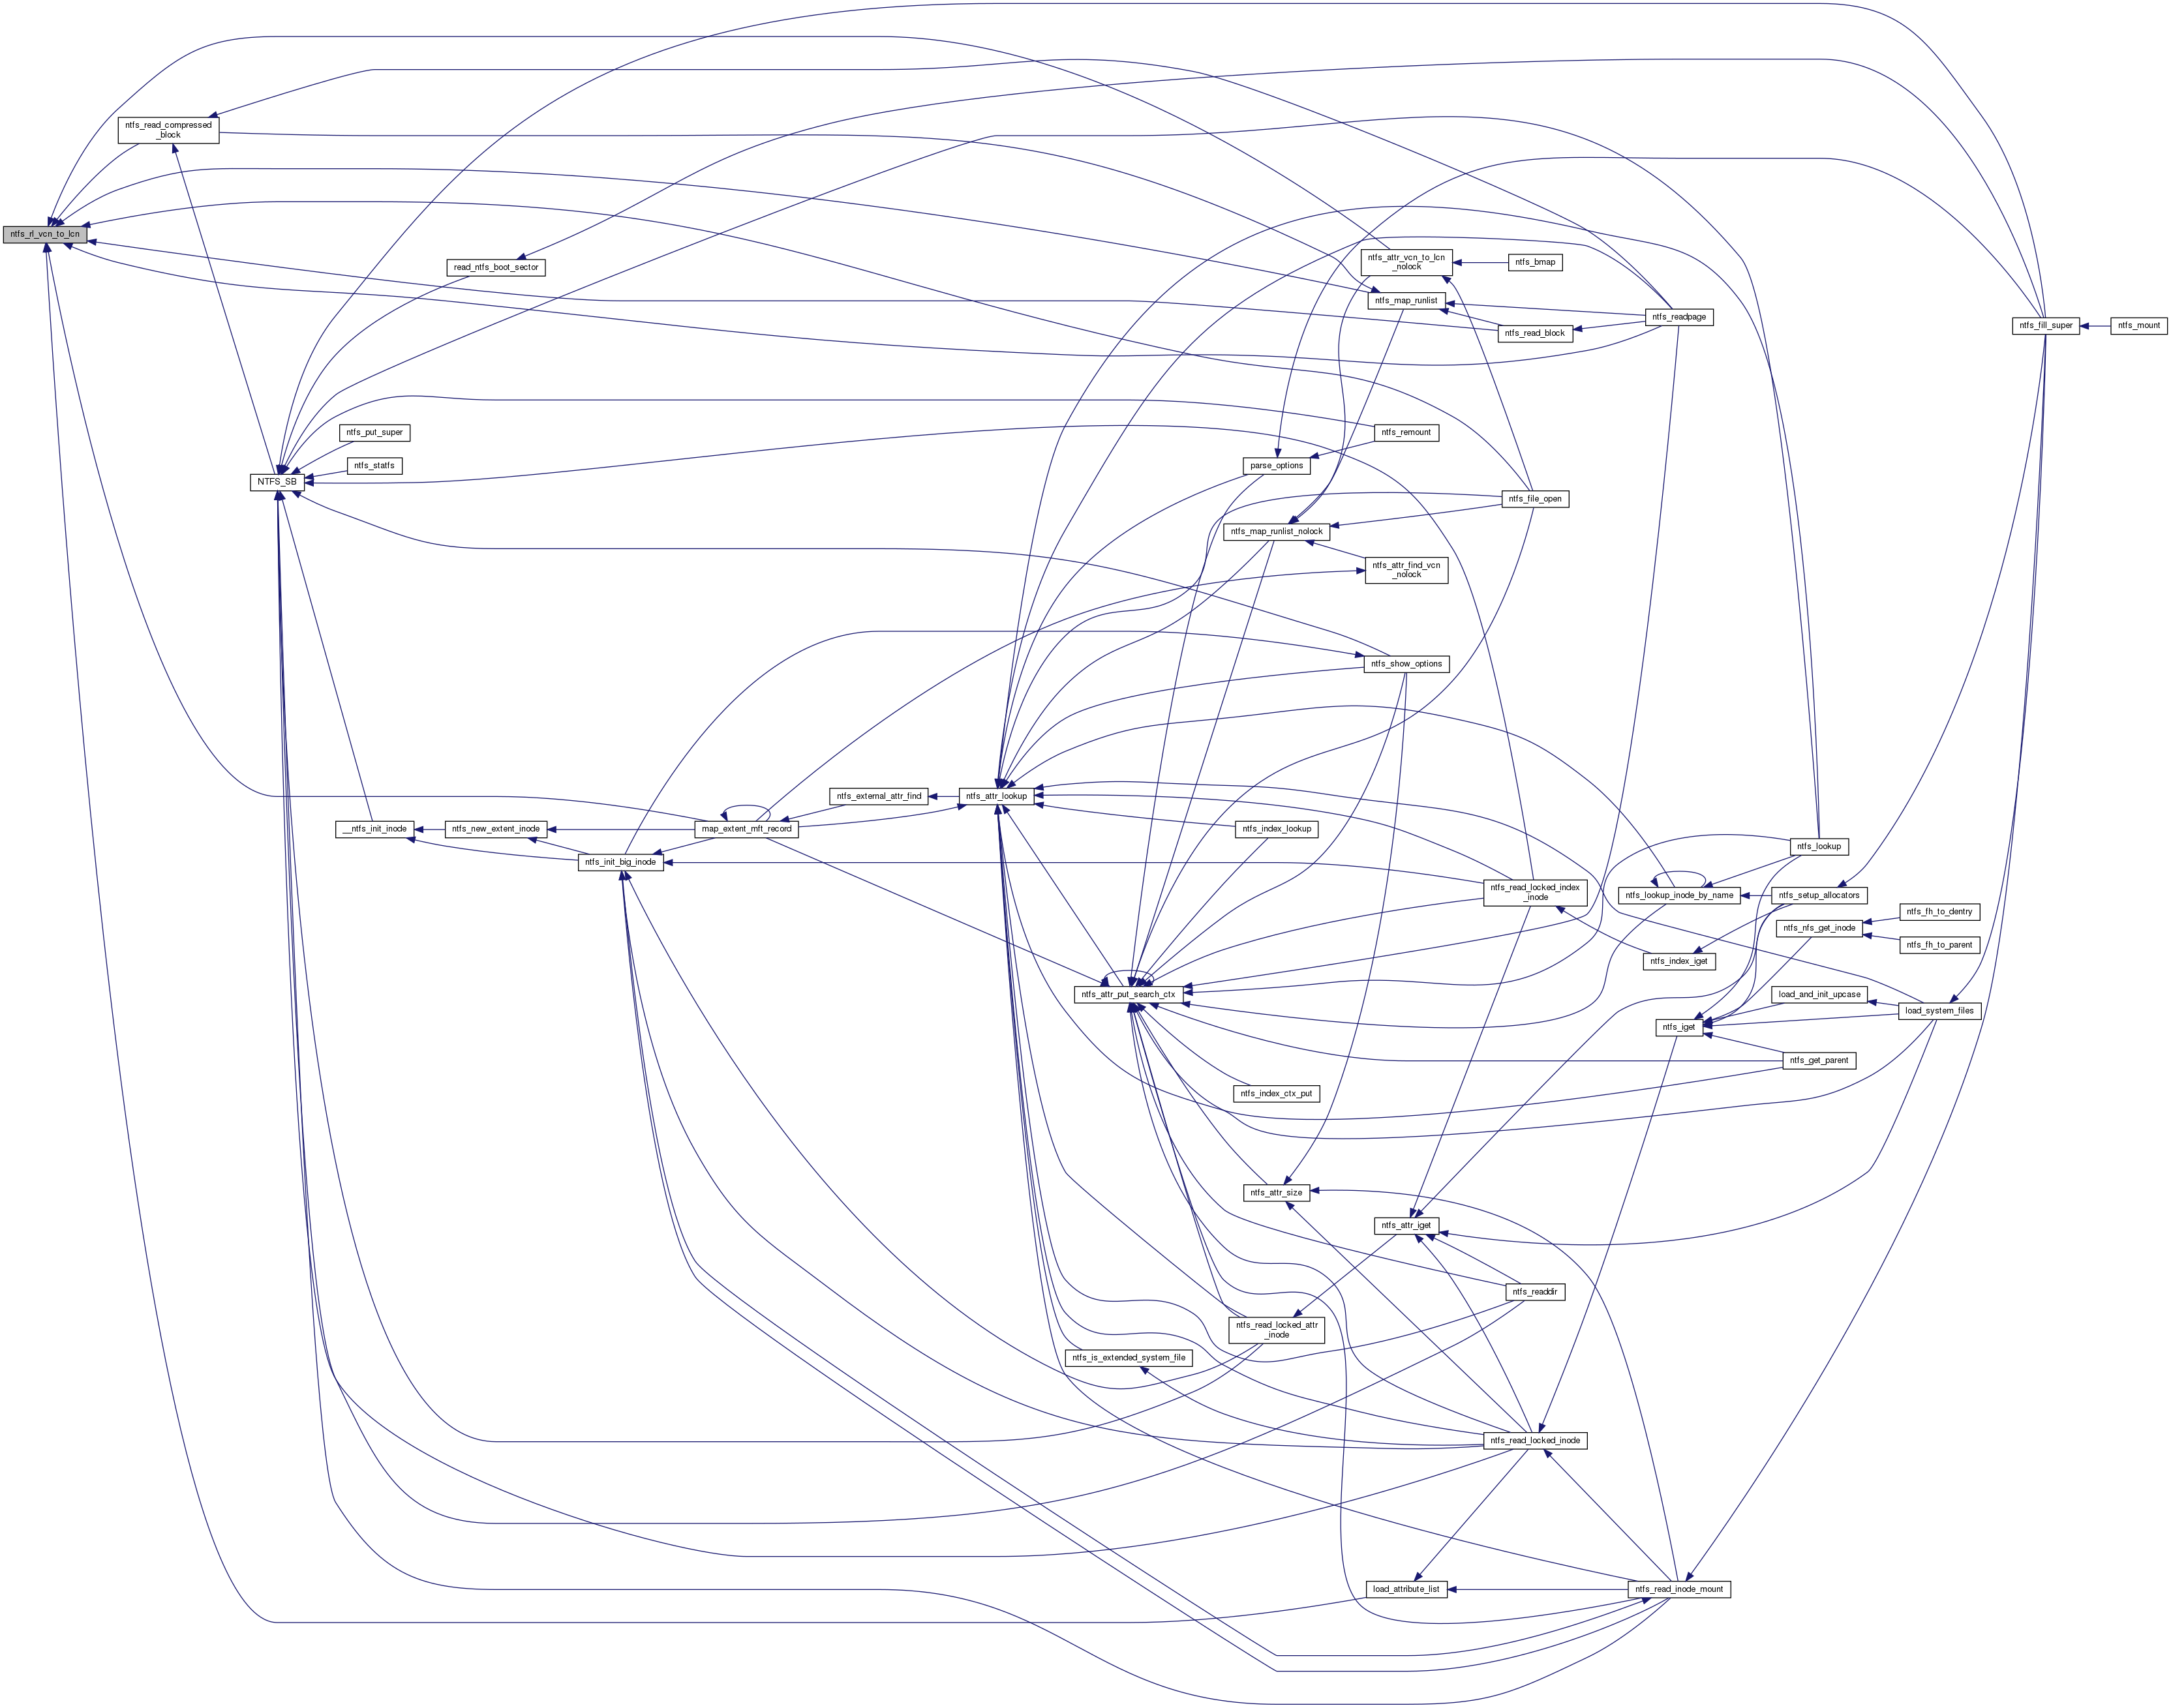 ntfs_read_compressed
_block
ntfs_rl_vcn_to_lcn
read_ntfs_boot_sector
ntfs_attr_vcn_to_lcn
_nolock
ntfs_bmap
ntfs_map_runlist
ntfs_readpage
ntfs_read_block
ntfs_fill_super
ntfs_mount
ntfs_put_super
ntfs_remount
ntfs_statfs
parse_options
NTFS_SB
ntfs_file_open
ntfs_map_runlist_nolock
ntfs_attr_find_vcn
_nolock
ntfs_show_options
ntfs_external_attr_find
ntfs_attr_lookup
__ntfs_init_inode
ntfs_new_extent_inode
map_extent_mft_record
ntfs_index_lookup
ntfs_lookup
ntfs_init_big_inode
ntfs_read_locked_index
_inode
ntfs_lookup_inode_by_name
ntfs_setup_allocators
ntfs_fh_to_dentry
ntfs_nfs_get_inode
ntfs_fh_to_parent
ntfs_index_iget
ntfs_attr_put_search_ctx
load_and_init_upcase
load_system_files
ntfs_iget
ntfs_get_parent
ntfs_index_ctx_put
ntfs_attr_size
ntfs_attr_iget
ntfs_readdir
ntfs_read_locked_attr
_inode
ntfs_is_extended_system_file
ntfs_read_locked_inode
load_attribute_list
ntfs_read_inode_mount